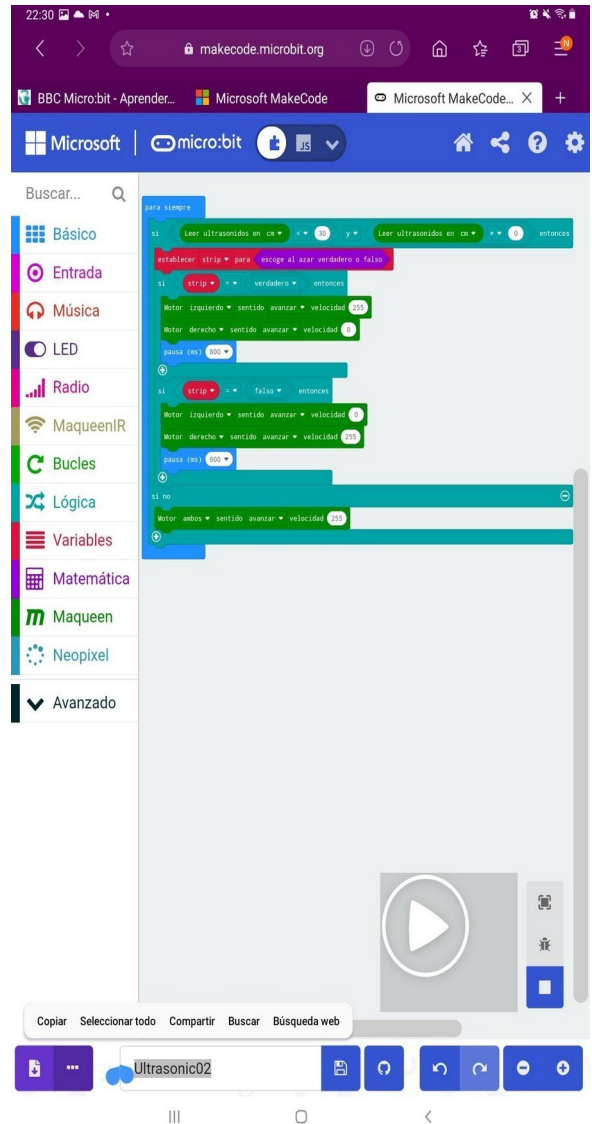 22:30
makecode.microbit.org
3
N
BBC Micro:bit - Aprender...
Microsoft MakeCode
Microsoft MakeCode...
Microsoft
micro:bit
JS
Buscar...
Básico
Entrada
Música
LED
Radio
MaqueenIR
Bucles
Lógica
Variables
Matemática
Maqueen
Neopixel
Avanzado
para siempre
si Leer ultrasonidos en cm < 30 y Leer ultrasonidos en cm ≠ 0 entonces
establecer strip para escoge al azar verdadero o falso
si strip = verdadero entonces
Motor izquierdo sentido avanzar velocidad 255
Motor derecho sentido avanzar velocidad 0
pausa (ms) 800
si strip = falso entonces
Motor izquierdo sentido avanzar velocidad 0
Motor derecho sentido avanzar velocidad 255
pausa (ms) 800
si no
Motor ambos sentido avanzar velocidad 255
Copiar Seleccionar todo Compartir Buscar Búsqueda web
Ultrasonic02